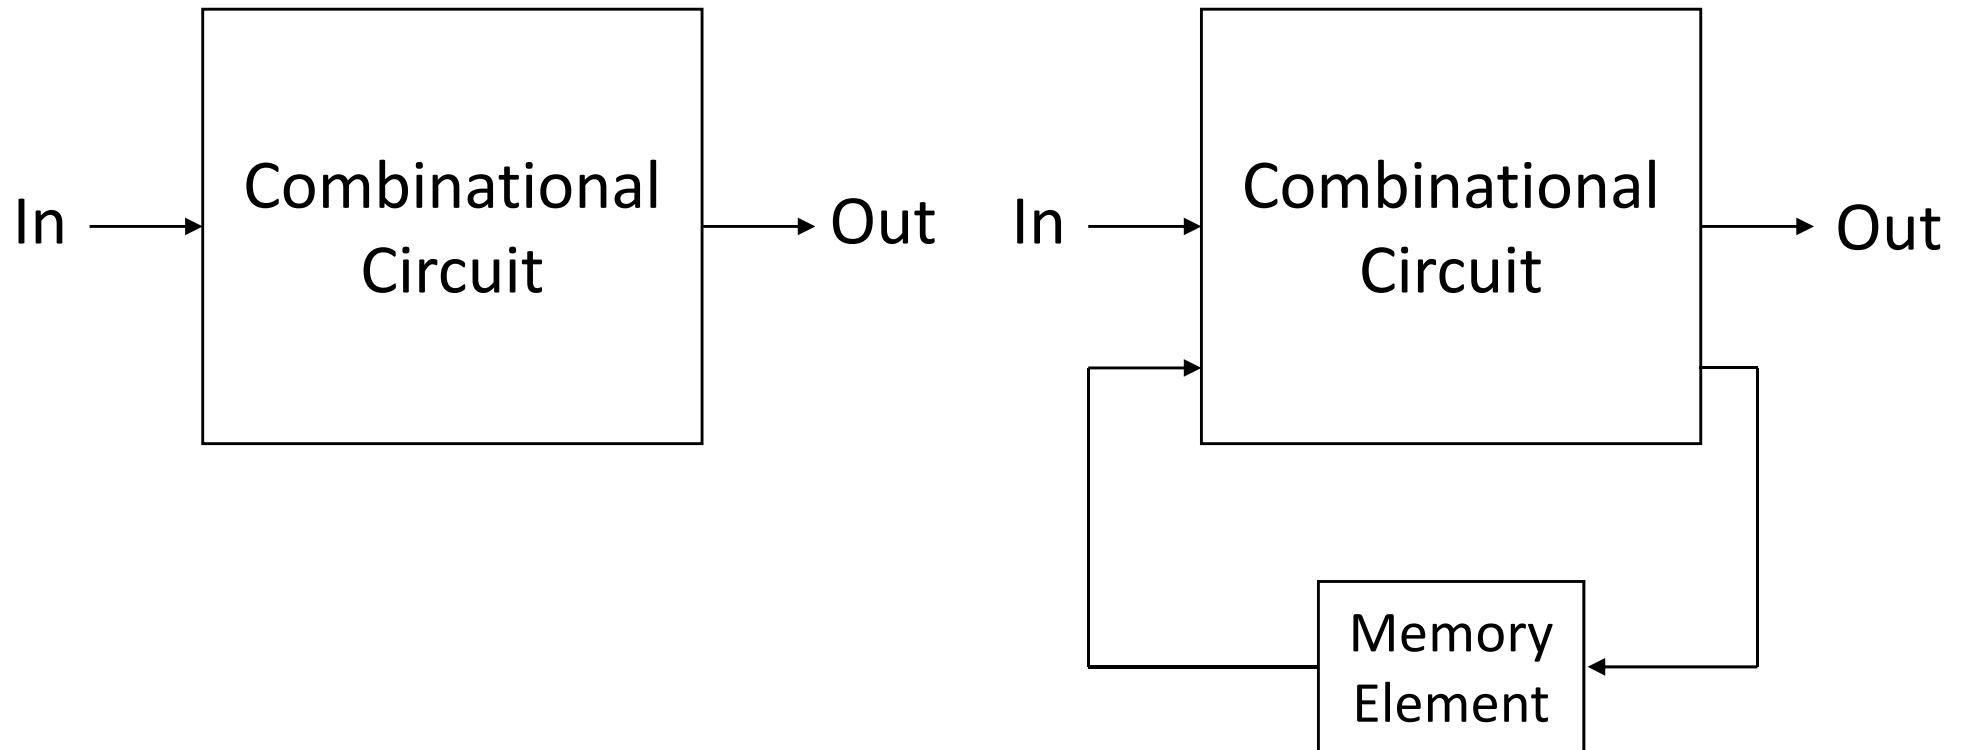 In
Combinational
Circuit
Out
In
Combinational
Circuit
Out
Memory
Element